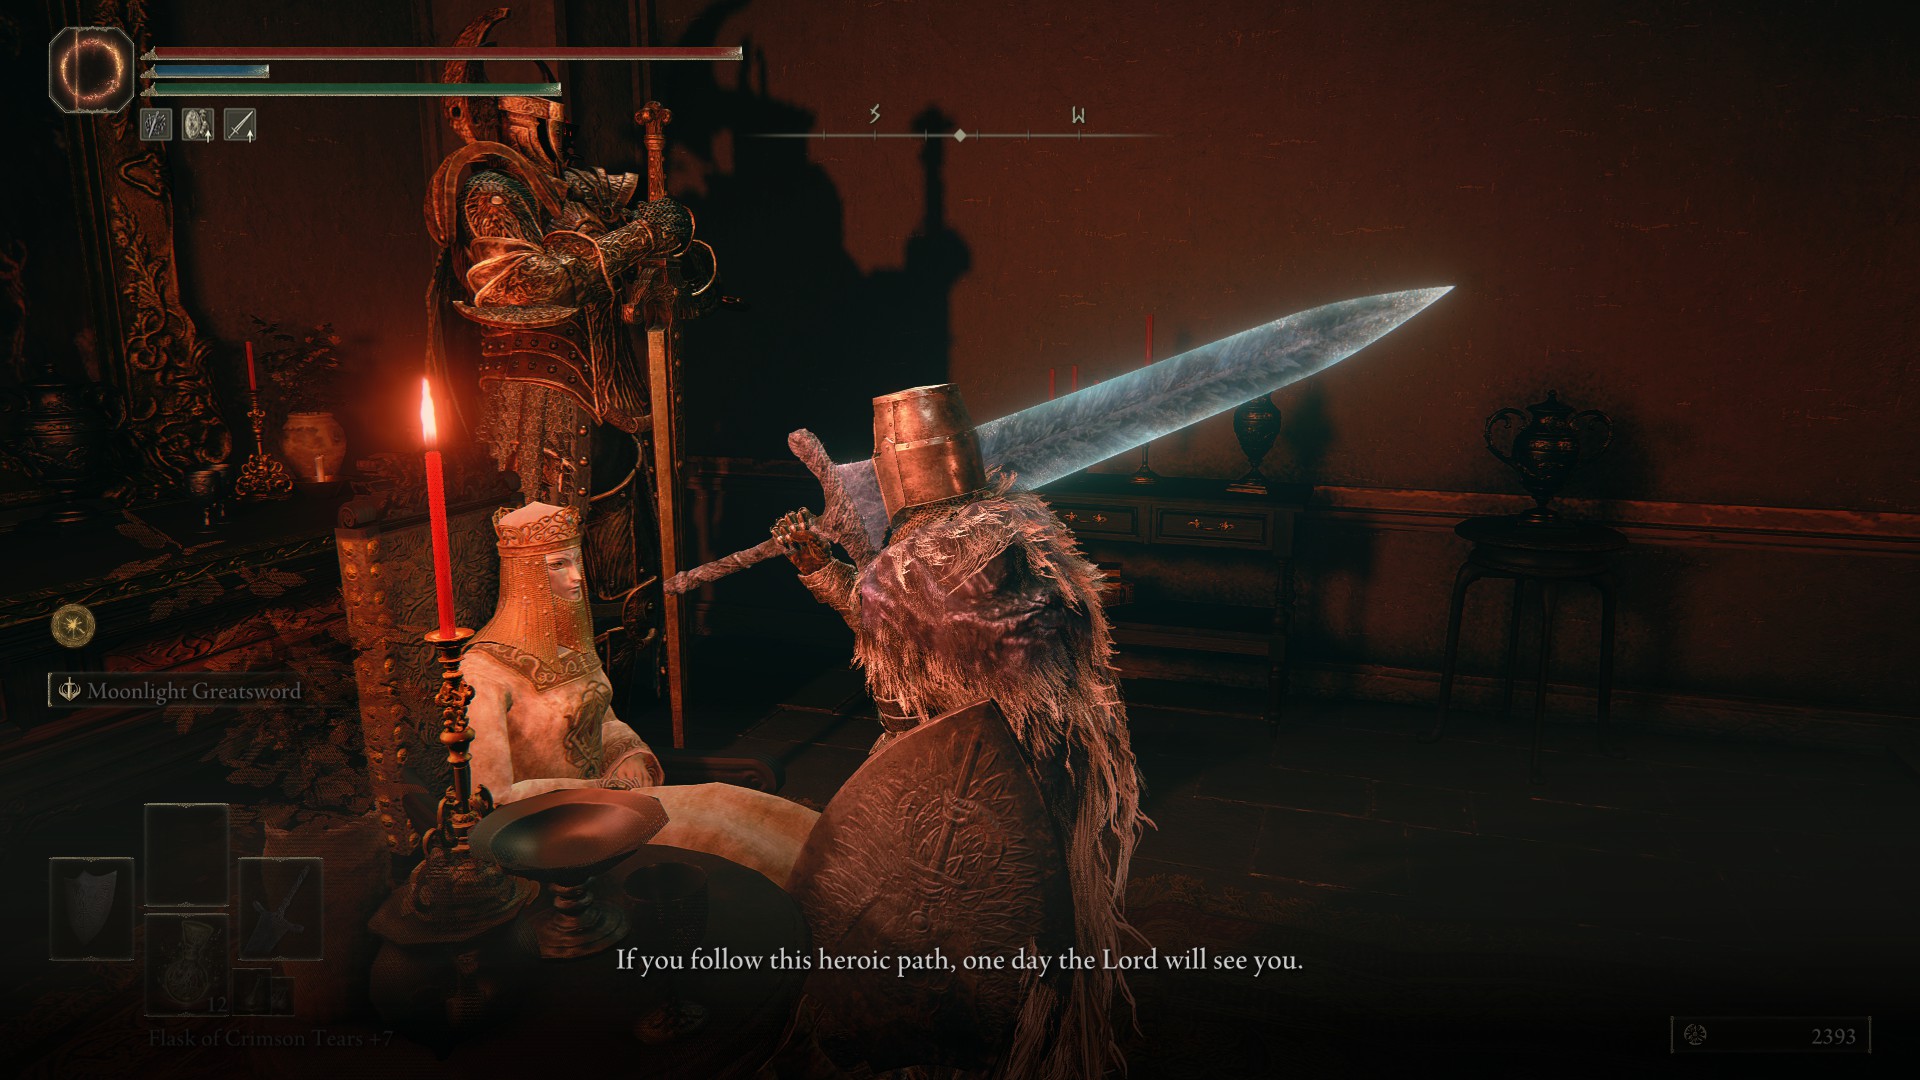 S
W
Moonlight Greatsword
If you follow this heroic path, one day the Lord will see you.
12
Flask of Crimson Tears +7
2393